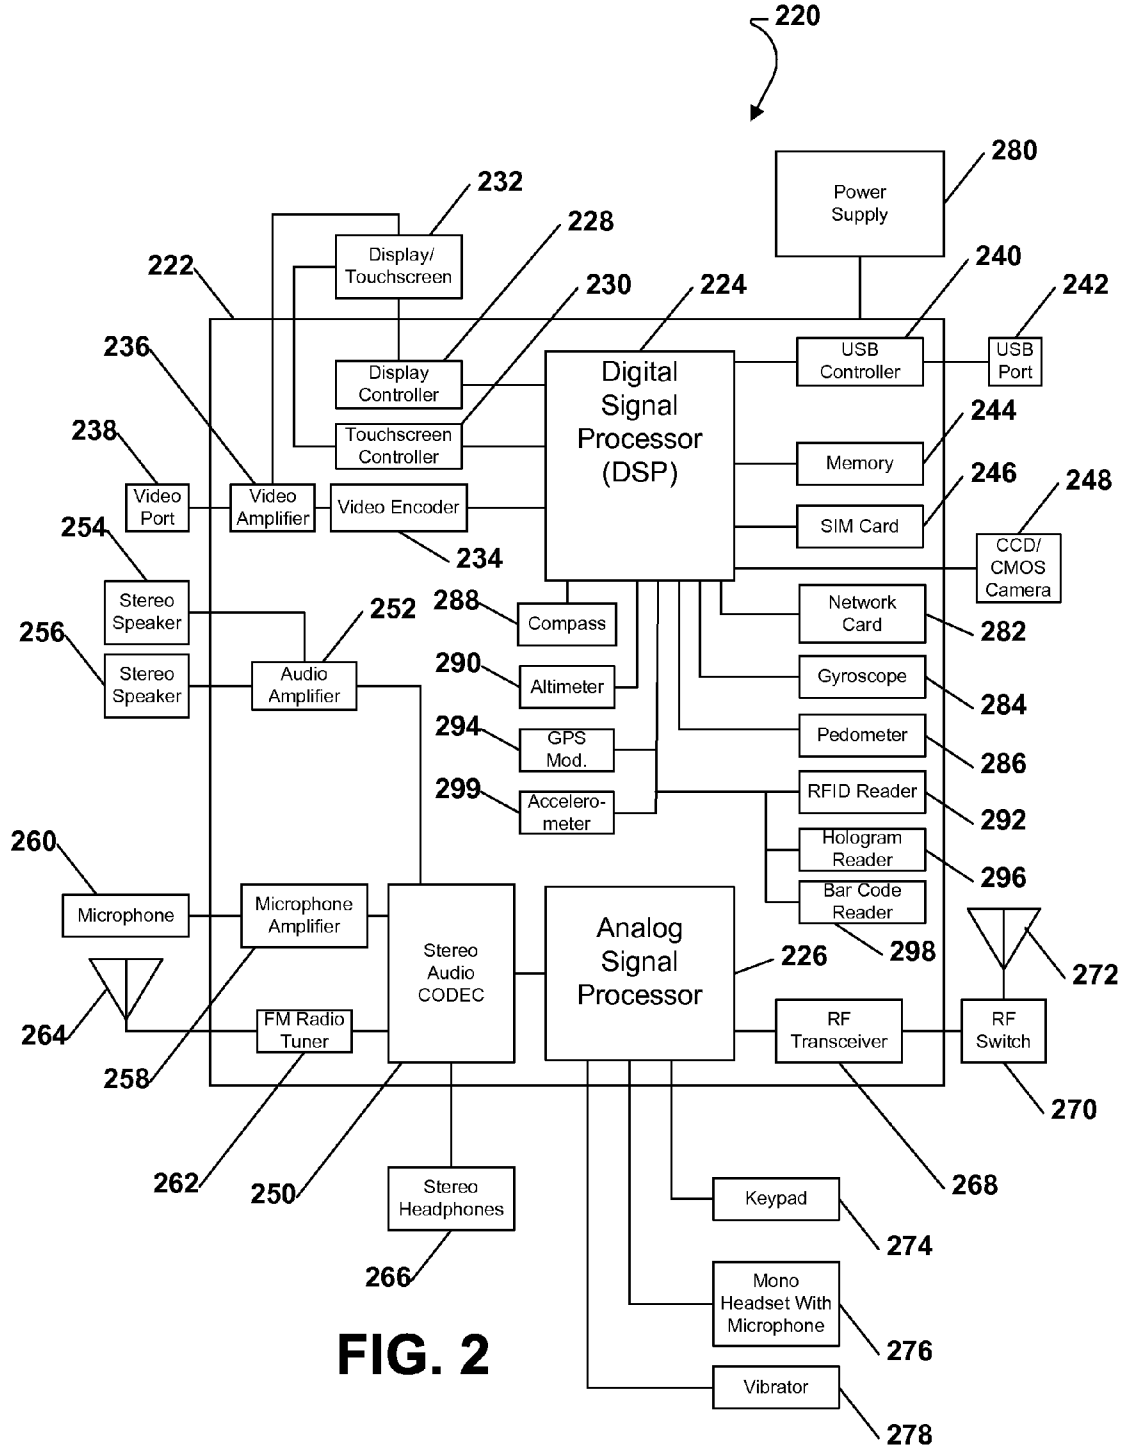 220
280
Power
Supply
232
228
222
Display/
Touchscreen
230
224
240
242
236
Display
Controller
Digital
Signal
Processor
(DSP)
USB
Controller
USB
Port
238
Touchscreen
Controller
244
Memory
Video
Port
Video
Amplifier
Video Encoder
246
248
254
234
SIM Card
CCD/
CMOS
Camera
Stereo
Speaker
252
288
Compass
Network
Card
282
256
Stereo
Speaker
Audio
Amplifier
290
Altimeter
Gyroscope
284
294
GPS
Mod.
Pedometer
286
299
Accelero-
meter
RFID Reader
292
260
Hologram
Reader
296
Microphone
Microphone
Amplifier
Bar Code
Reader
298
Stereo
Audio
CODEC
Analog
Signal
Processor
226
272
264
FM Radio
Tuner
RF
Transceiver
RF
Switch
258
270
262
250
Stereo
Headphones
268
Keypad
274
266
Mono
Headset With
Microphone
276
FIG. 2
Vibrator
278